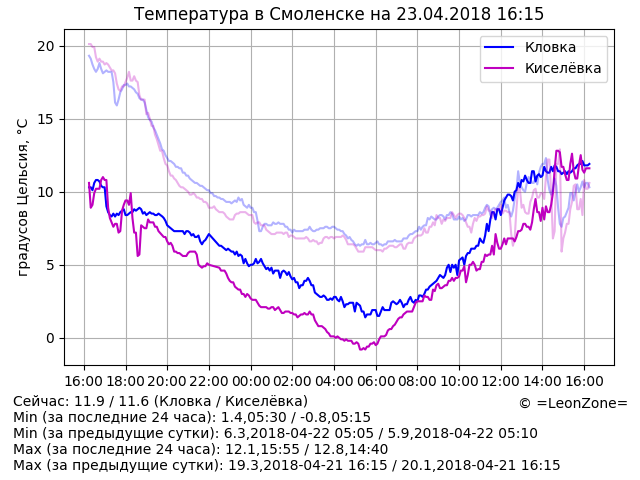 Температура в Смоленске на 23.04.2018 16:15
градусов Цельсия, °C
Кловка
Киселёвка
20
15
10
5
0
16:00 18:00 20:00 22:00 00:00 02:00 04:00 06:00 08:00 10:00 12:00 14:00 16:00
Сейчас: 11.9 / 11.6 (Кловка / Киселёвка)
© =LeonZone=
Min (за последние 24 часа): 1.4,05:30 / -0.8,05:15
Min (за предыдущие сутки): 6.3,2018-04-22 05:05 / 5.9,2018-04-22 05:10
Max (за последние 24 часа): 12.1,15:55 / 12.8,14:40
Max (за предыдущие сутки): 19.3,2018-04-21 16:15 / 20.1,2018-04-21 16:15